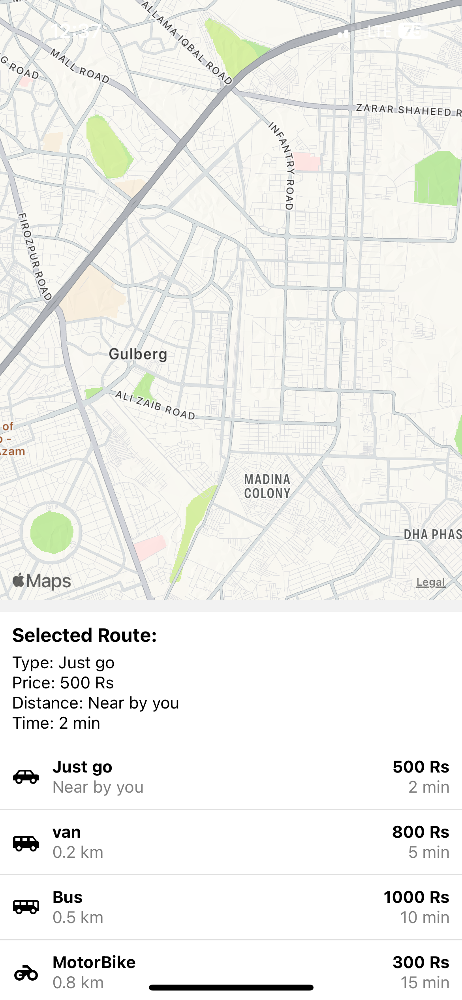 12:37
LTE 75
ALLAMA IQBAL ROAD
MALL ROAD
G ROAD
ZARAR SHAHEED R
INFANTRY ROAD
FIROZPUR ROAD
Gulberg
ALI ZAIB ROAD
of
-
Azam
MADINA
COLONY
DHA PHAS
Maps
Legal
Selected Route:
Type: Just go
Price: 500 Rs
Distance: Near by you
Time: 2 min
Just go
500 Rs
Near by you
2 min
van
800 Rs
0.2 km
5 min
Bus
1000 Rs
0.5 km
10 min
MotorBike
300 Rs
0.8 km
15 min